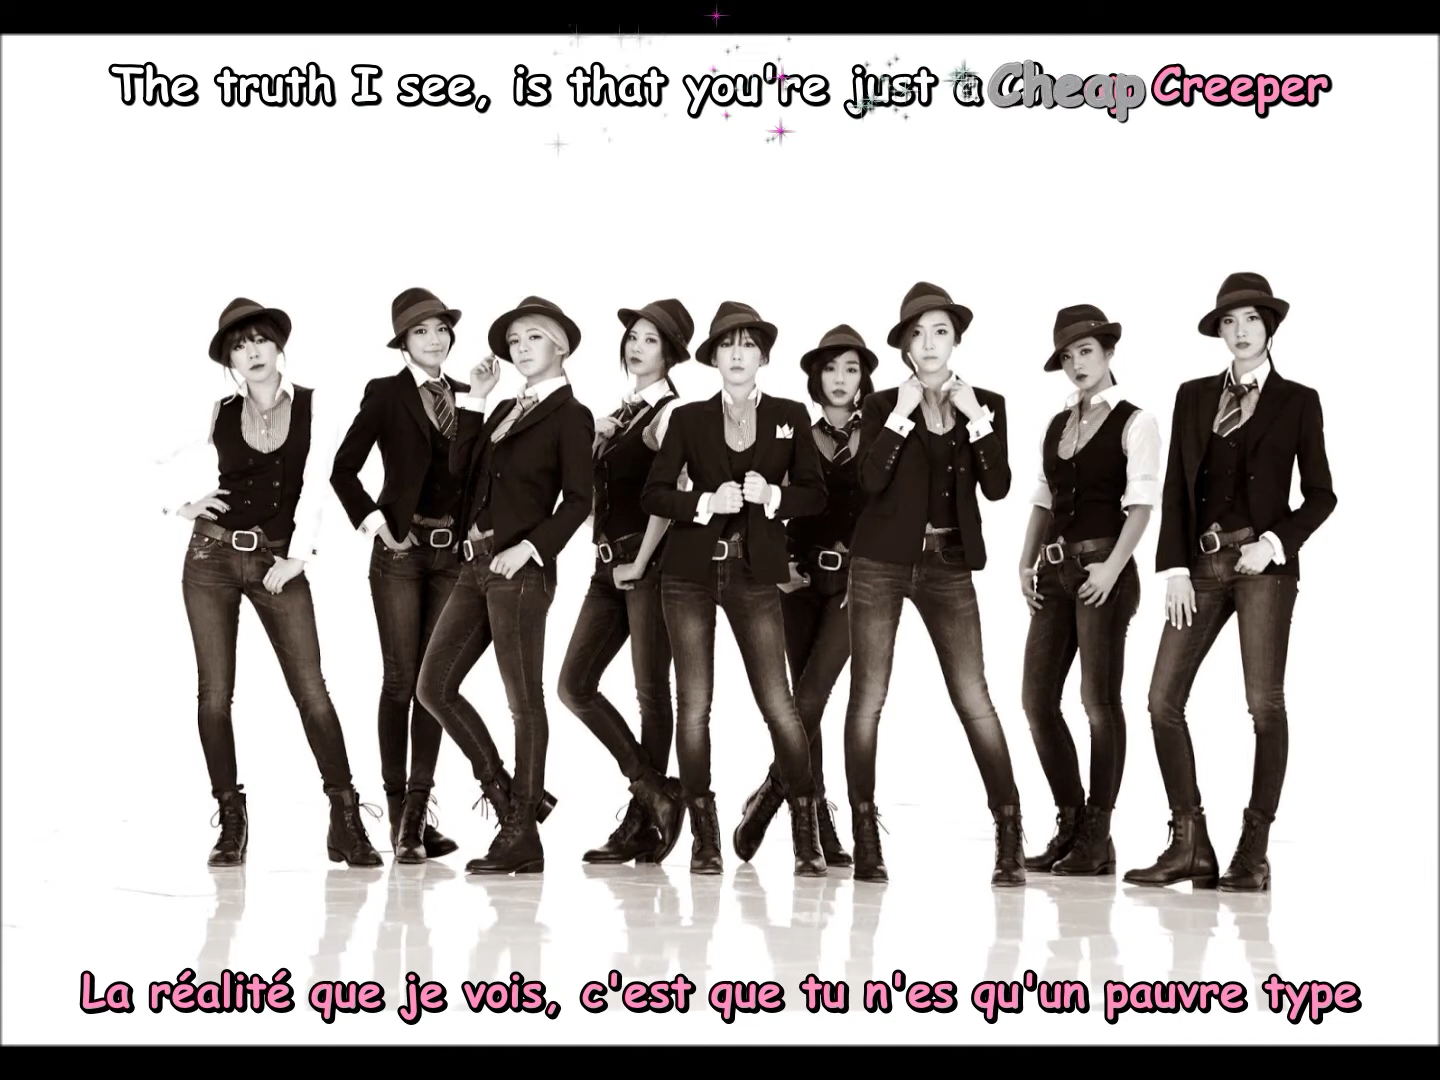 The truth I see, is that you're just a Cheap Creeper
La réalité que je vois, c'est que tu n'es qu'un pauvre type